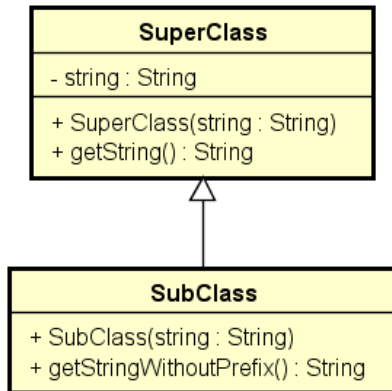 SuperClass
- string : String
+ SuperClass(string : String)
+ getString() : String
SubClass
+ SubClass(string : String)
+ getStringWithoutPrefix() : String